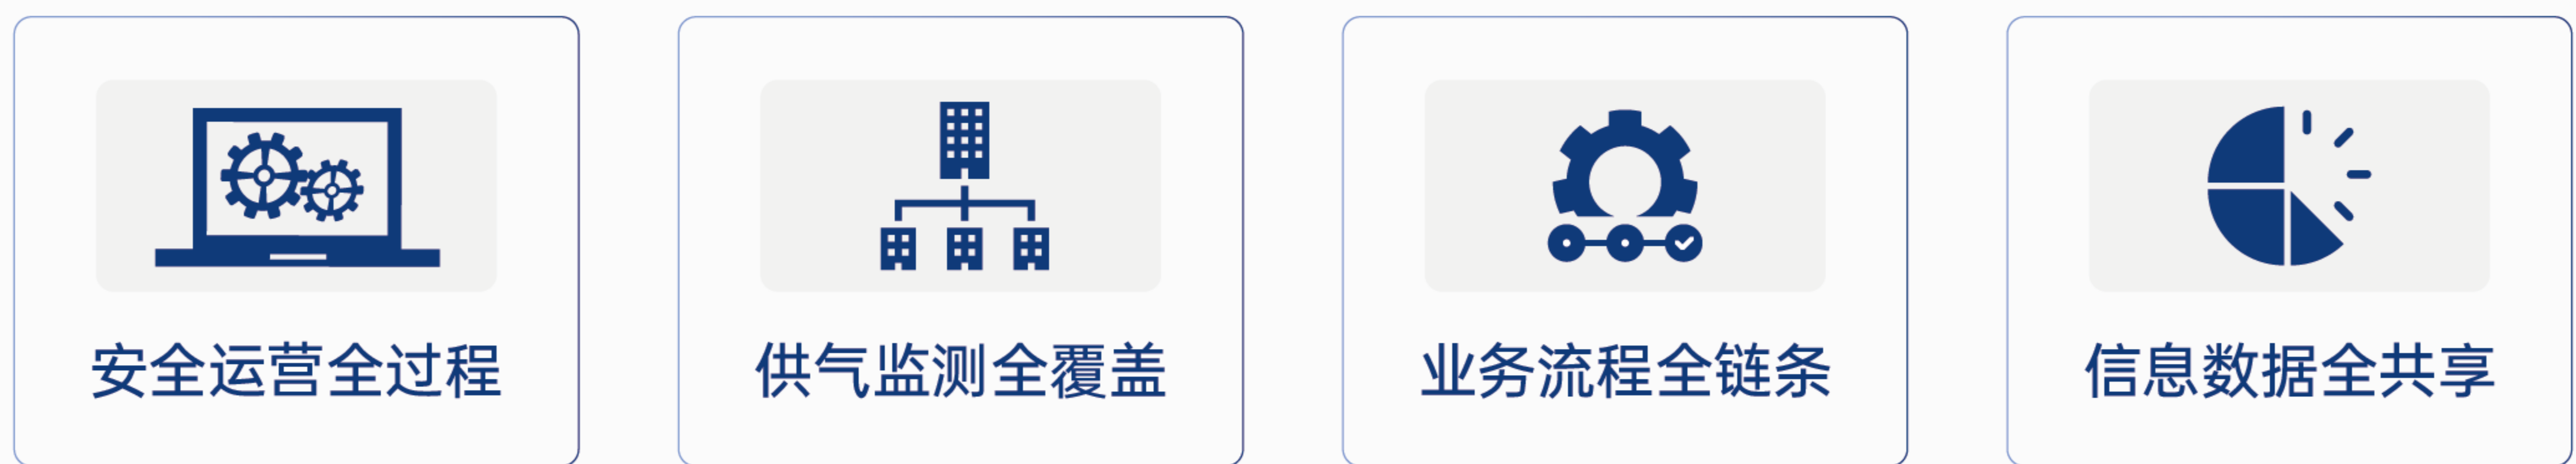 安全运营全过程
供气监测全覆盖
业务流程全链条
信息数据全共享